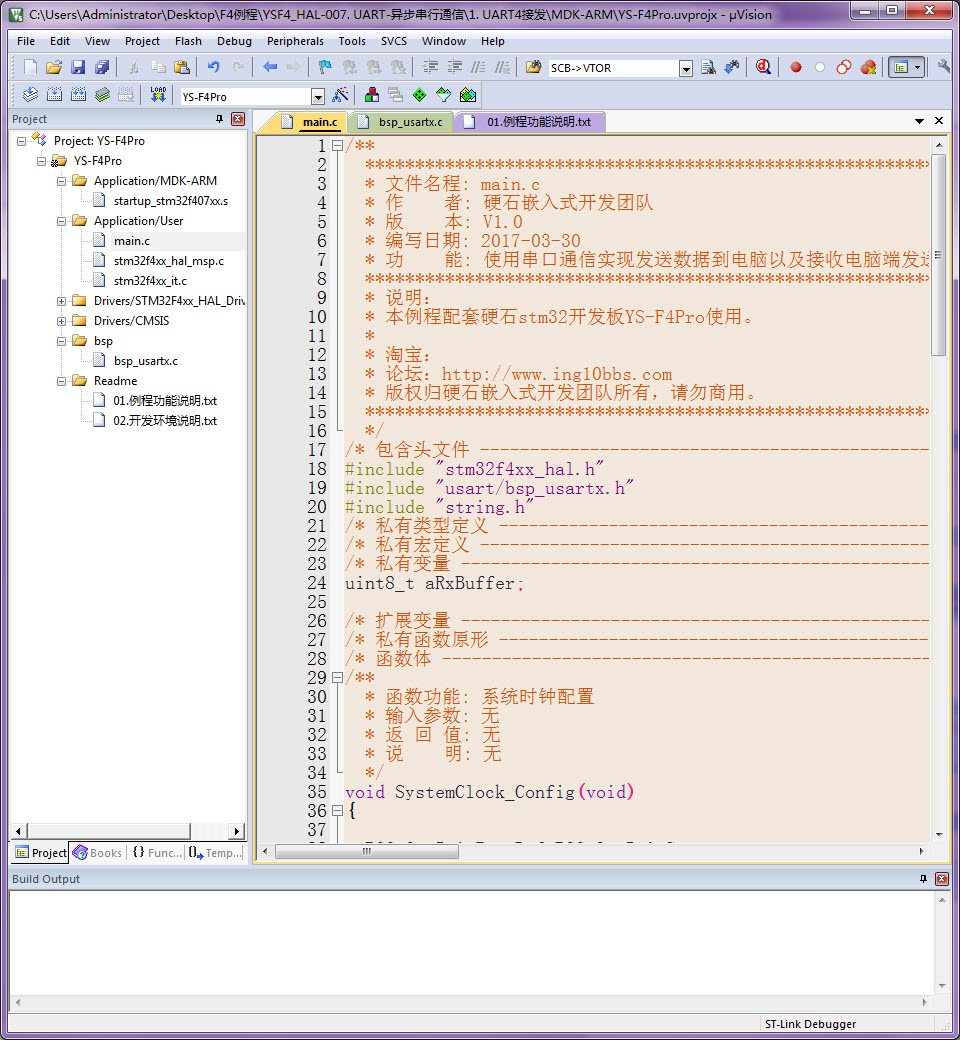 C:\Users\Administrator\Desktop\F4例程\YSF4_HAL-007. UART-异步串行通信\1. UART4接发\MDK-ARM\YS-F4Pro.uvprojx - µVision
File Edit View Project Flash Debug Peripherals Tools SVCS Window Help
SCB->VTOR
LOAD YS-F4Pro
Project
Project: YS-F4Pro
YS-F4Pro
Application/MDK-ARM
startup_stm32f407xx.s
Application/User
main.c
stm32f4xx_hal_msp.c
stm32f4xx_it.c
Drivers/STM32F4xx_HAL_Driv
Drivers/CMSIS
bsp
bsp_usartx.c
Readme
01.例程功能说明.txt
02.开发环境说明.txt
Project Books {} Func... Temp...
main.c bsp_usartx.c 01.例程功能说明.txt
1 /**
2 ******************************************************************
3 * 文件名程: main.c
4 * 作 者: 硬石嵌入式开发团队
5 * 版 本: V1.0
6 * 编写日期: 2017-03-30
7 * 功 能: 使用串口通信实现发送数据到电脑以及接收电脑端发送
8 ******************************************************************
9 * 说明：
10 * 本例程配套硬石stm32开发板YS-F4Pro使用。
11 *
12 * 淘宝：
13 * 论坛：http://www.ing10bbs.com
14 * 版权归硬石嵌入式开发团队所有，请勿商用。
15 ******************************************************************
16 */
17 /* 包含头文件 ----------------------------------------------
18 #include "stm32f4xx_hal.h"
19 #include "usart/bsp_usartx.h"
20 #include "string.h"
21 /* 私有类型定义 --------------------------------------------
22 /* 私有宏定义 ----------------------------------------------
23 /* 私有变量 ------------------------------------------------
24 uint8_t aRxBuffer;
25
26 /* 扩展变量 ------------------------------------------------
27 /* 私有函数原形 --------------------------------------------
28 /* 函数体 --------------------------------------------------
29 /**
30 * 函数功能: 系统时钟配置
31 * 输入参数: 无
32 * 返 回 值: 无
33 * 说 明: 无
34 */
35 void SystemClock_Config(void)
36 {
37
Build Output
ST-Link Debugger